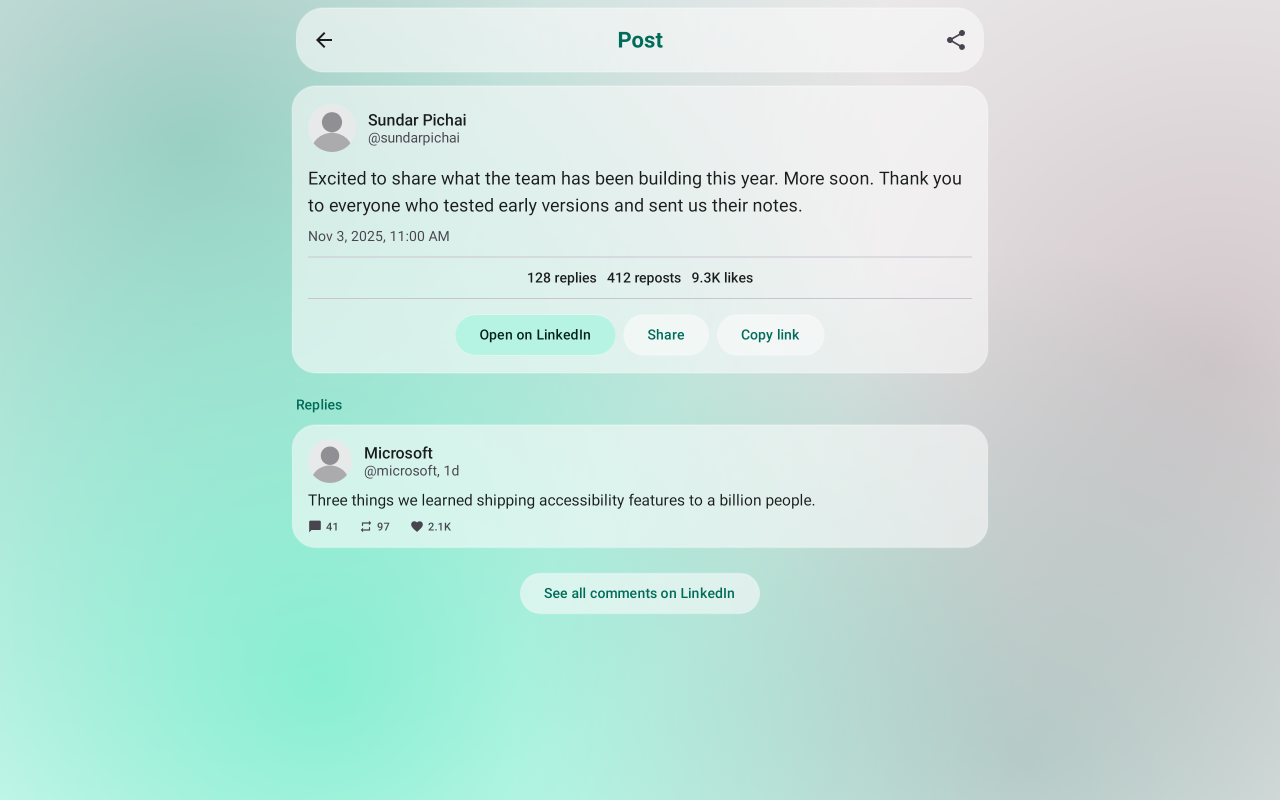 Post
Sundar Pichai
@sundarpichai
Excited to share what the team has been building this year. More soon. Thank you
to everyone who tested early versions and sent us their notes.
Nov 3, 2025, 11:00 AM
128 replies 412 reposts 9.3K likes
Open on LinkedIn Share Copy link
Replies
Microsoft
@microsoft, 1d
Three things we learned shipping accessibility features to a billion people.
41 97 2.1K
See all comments on LinkedIn